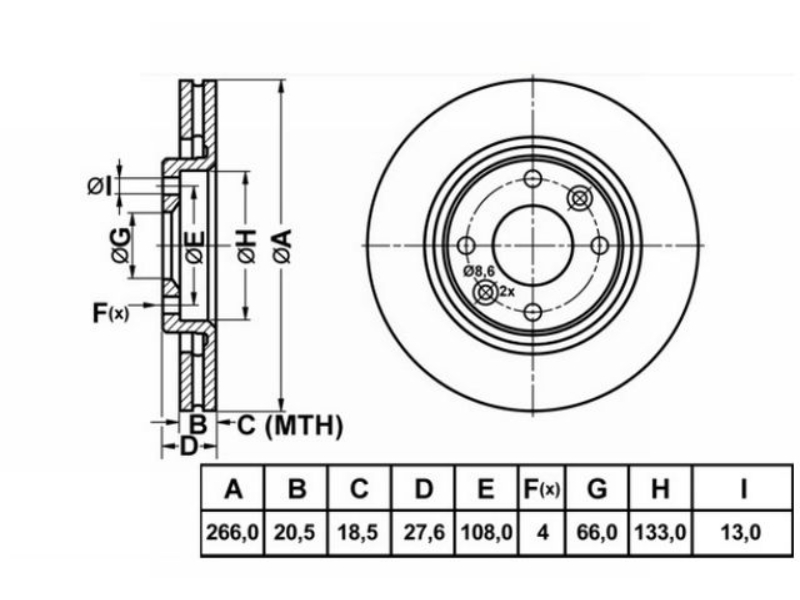 ØI
ØG
ØE
ØH
ØA
F(x)
Ø8,6
2x
B
C (MTH)
D
A B C D E F(x) G H I
266,0 20,5 18,5 27,6 108,0 4 66,0 133,0 13,0